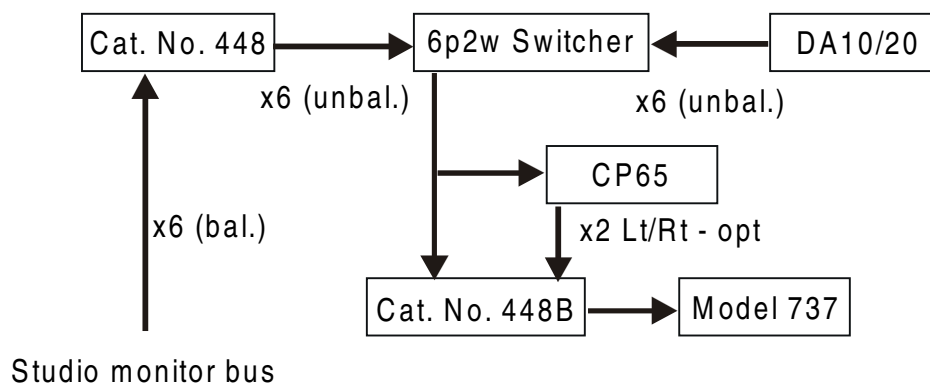 Cat. No. 448
6p2w Switcher
DA10/20
x6 (unbal.)
x6 (unbal.)
CP65
x6 (bal.)
x2 Lt/Rt - opt
Cat. No. 448B
Model 737
Studio monitor bus